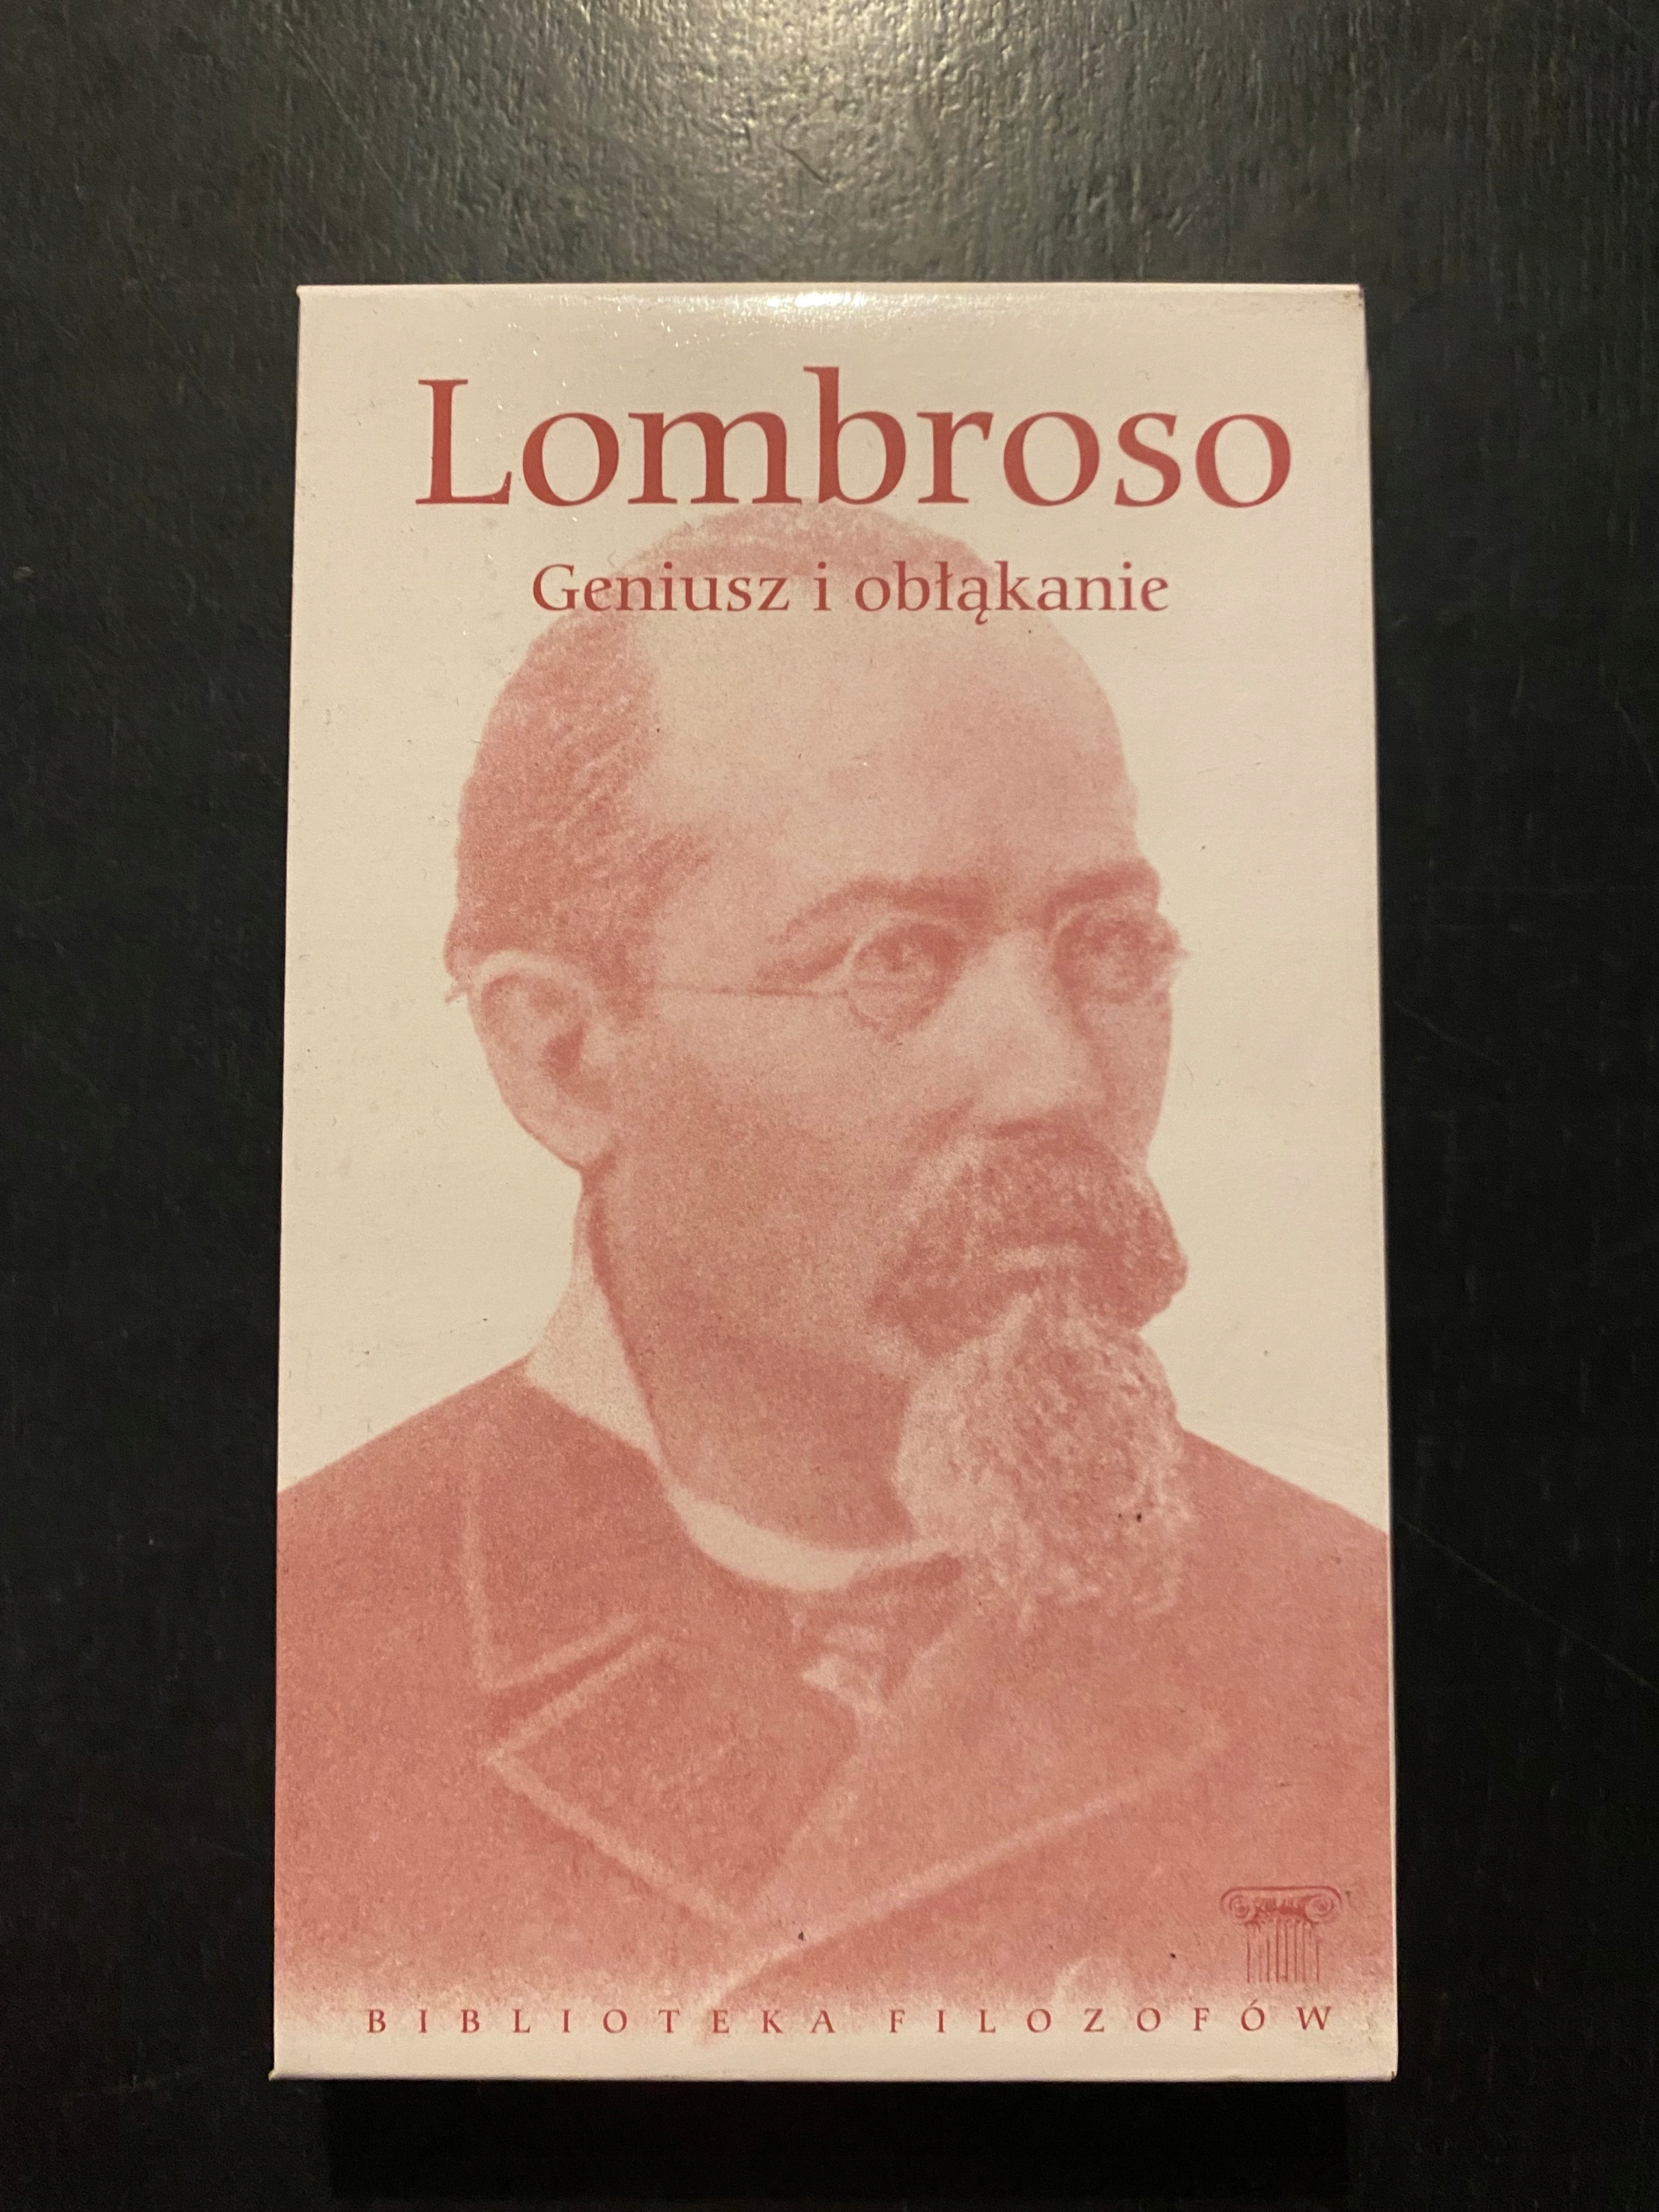 Lombroso
Geniusz i obłąkanie
BIBLIOTEKA FILOZOFÓW